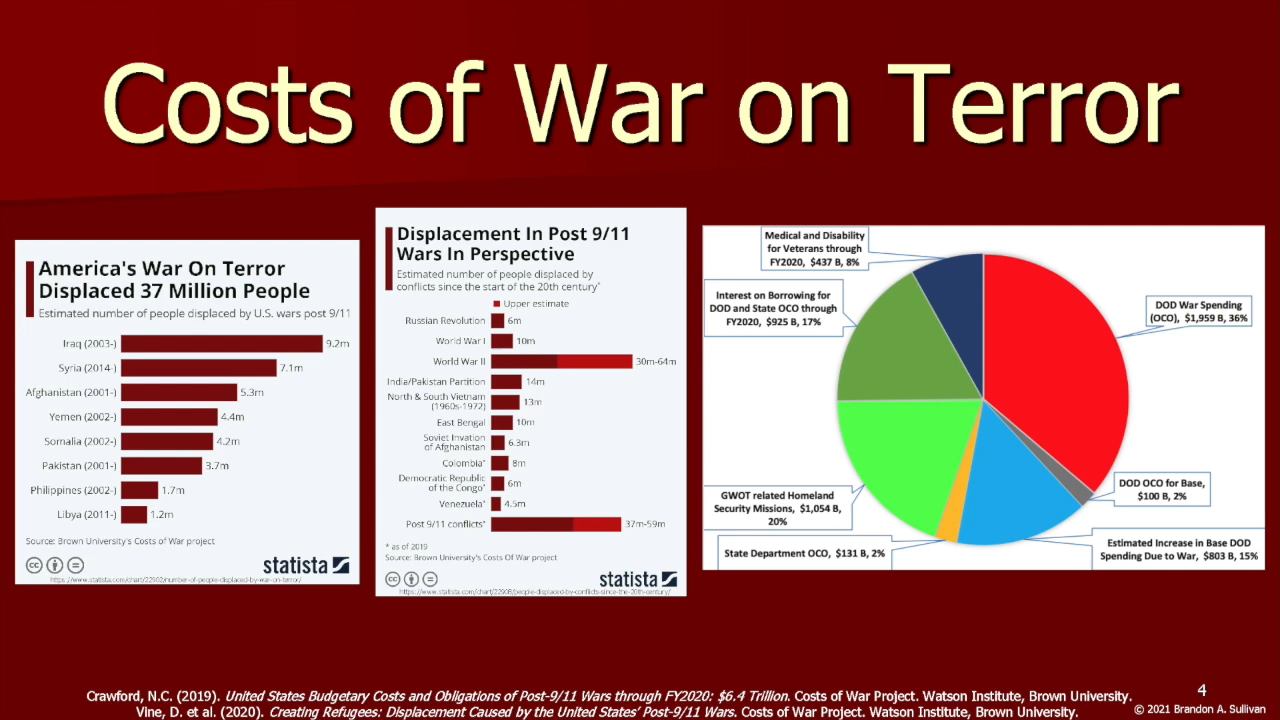 Costs of War on Terror
America's War On Terror
Displaced 37 Million People
Estimated number of people displaced by U.S. wars post 9/11
Iraq (2003-) 9.2m
Syria (2014-) 7.1m
Afghanistan (2001-) 5.3m
Yemen (2002-) 4.4m
Somalia (2002-) 4.2m
Pakistan (2001-) 3.7m
Philippines (2002-) 1.7m
Libya (2011-) 1.2m
Source: Brown University's Costs of War project
statista
https://www.statista.com/chart/22902/number-of-people-displaced-by-war-on-terror/
Displacement In Post 9/11
Wars In Perspective
Estimated number of people displaced by
conflicts since the start of the 20th century*
Upper estimate
Russian Revolution 6m
World War I 10m
World War II 30m-64m
India/Pakistan Partition 14m
North & South Vietnam
(1960s-1972) 13m
East Bengal 10m
Soviet Invation
of Afghanistan 6.3m
Colombia* 8m
Democratic Republic
of the Congo* 6m
Venezuela* 4.5m
Post 9/11 conflicts* 37m-59m
* as of 2019
Source: Brown University's Costs Of War project
statista
https://www.statista.com/chart/22908/people-displaced-by-conflicts-since-the-20th-century/
Medical and Disability
for Veterans through
FY2020, $437 B, 8%
Interest on Borrowing for
DOD and State OCO through
FY2020, $925 B, 17%
DOD War Spending
(OCO), $1,959 B, 36%
DOD OCO for Base,
$100 B, 2%
GWOT related Homeland
Security Missions, $1,054 B,
20%
State Department OCO, $131 B, 2%
Estimated Increase in Base DOD
Spending Due to War, $803 B, 15%
Crawford, N.C. (2019). United States Budgetary Costs and Obligations of Post-9/11 Wars through FY2020: $6.4 Trillion. Costs of War Project. Watson Institute, Brown University.
Vine, D. et al. (2020). Creating Refugees: Displacement Caused by the United States' Post-9/11 Wars. Costs of War Project. Watson Institute, Brown University.
4
© 2021 Brandon A. Sullivan